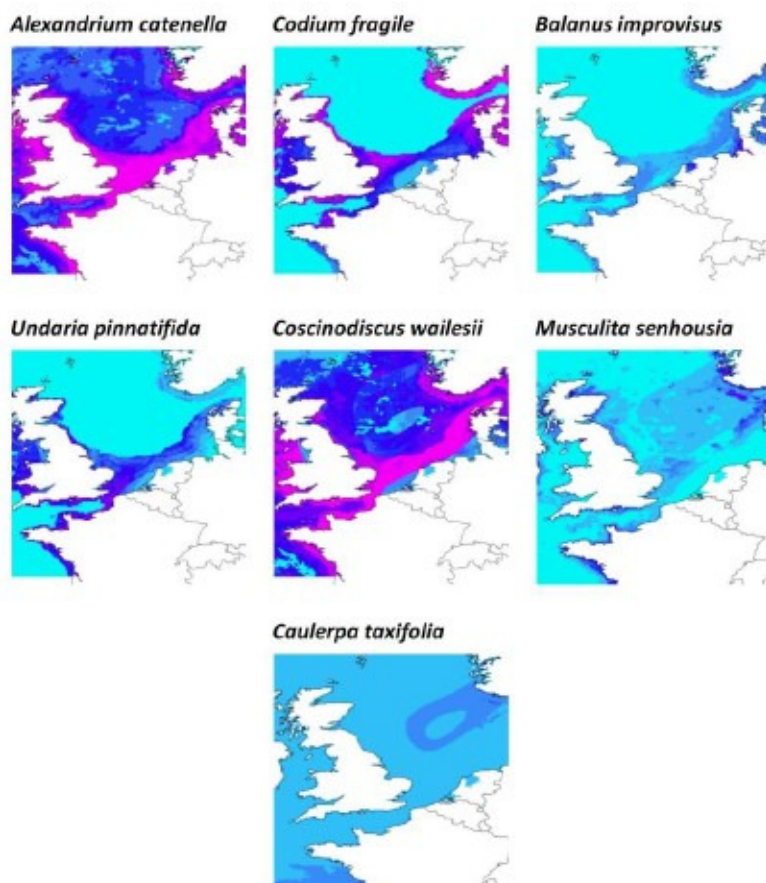 Alexandrium catenella
Codium fragile
Balanus improvisus
Undaria pinnatifida
Coscinodiscus wailesii
Musculita senhousia
Caulerpa taxifolia